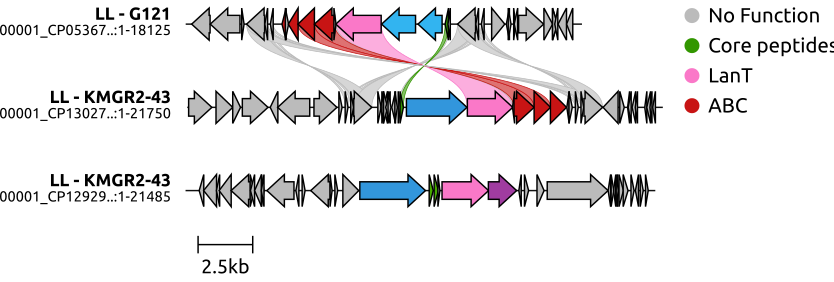 LL - G121
00001_CP05367..:1-18125
LL - KMGR2-43
00001_CP13027..:1-21750
LL - KMGR2-43
00001_CP12929..:1-21485
2.5kb
No Function
Core peptides
LanT
ABC